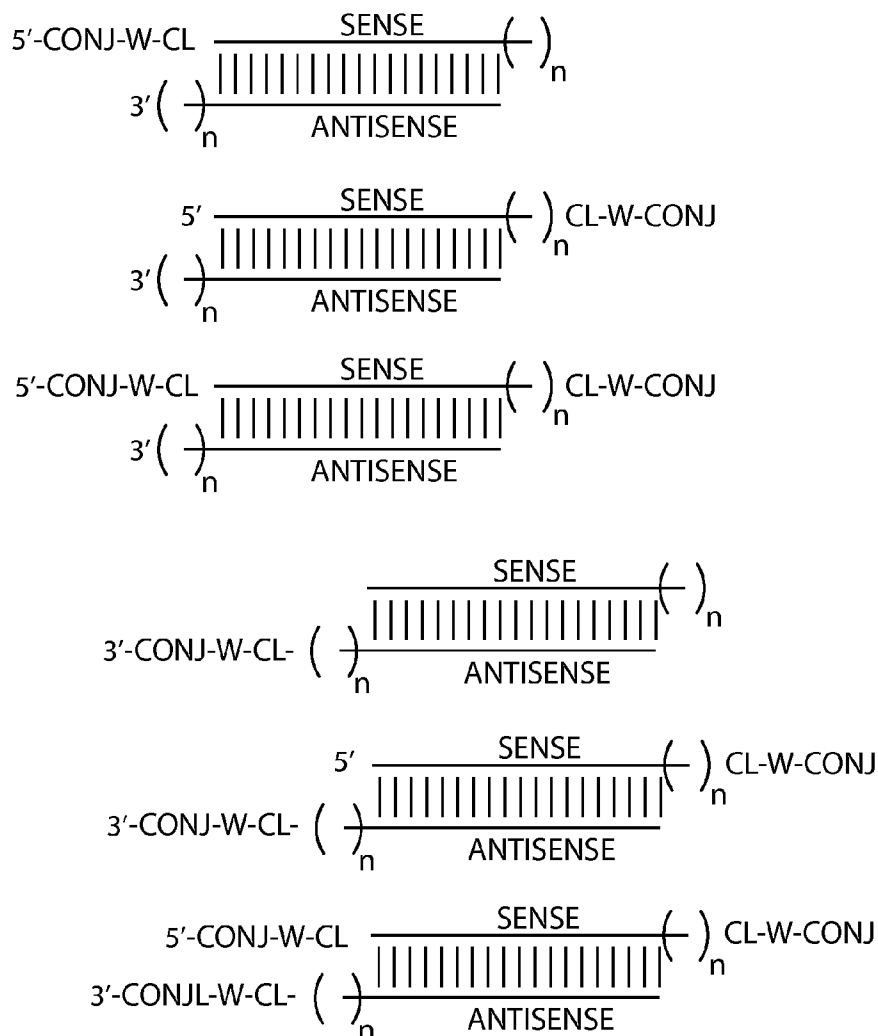 5′-CONJ-W-CL SENSE ( )n
3′ ( )n ANTISENSE
5′ SENSE ( )n CL-W-CONJ
3′ ( )n ANTISENSE
5′-CONJ-W-CL SENSE ( )n CL-W-CONJ
3′ ( )n ANTISENSE
SENSE ( )n
3′-CONJ-W-CL- ( )n ANTISENSE
5′ SENSE ( )n CL-W-CONJ
3′-CONJ-W-CL- ( )n ANTISENSE
5′-CONJ-W-CL SENSE ( )n CL-W-CONJ
3′-CONJL-W-CL- ( )n ANTISENSE